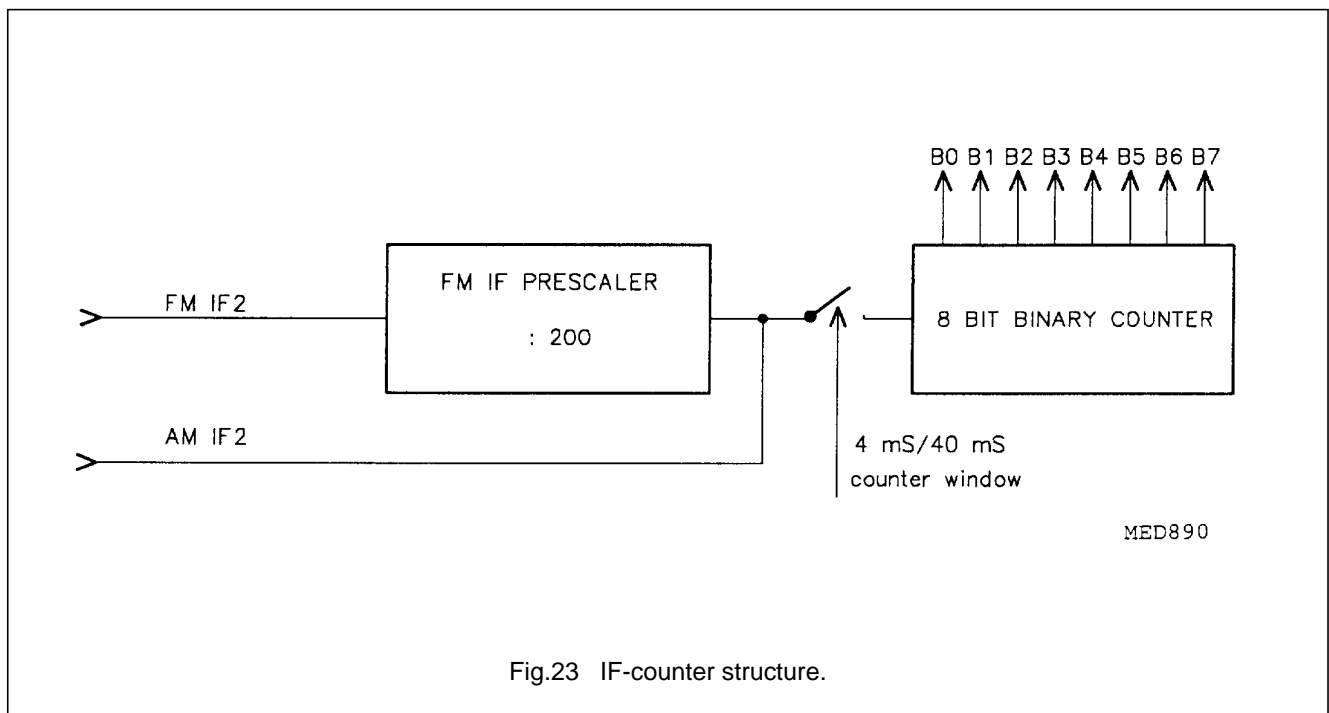 B0 B1 B2 B3 B4 B5 B6 B7
FM IF PRESCALER
: 200
FM IF2
8 BIT BINARY COUNTER
AM IF2
4 mS/40 mS
counter window
MED890
Fig.23 IF-counter structure.